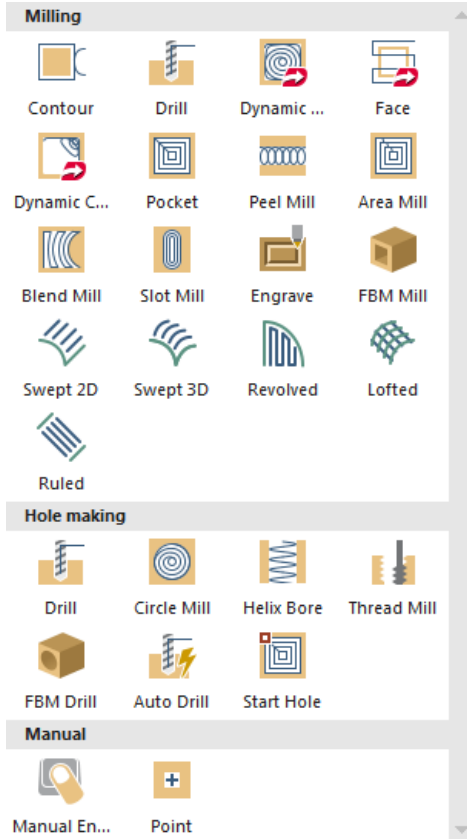 Milling
Contour Drill Dynamic ... Face
Dynamic C... Pocket Peel Mill Area Mill
Blend Mill Slot Mill Engrave FBM Mill
Swept 2D Swept 3D Revolved Lofted
Ruled
Hole making
Drill Circle Mill Helix Bore Thread Mill
FBM Drill Auto Drill Start Hole
Manual
Manual En... Point